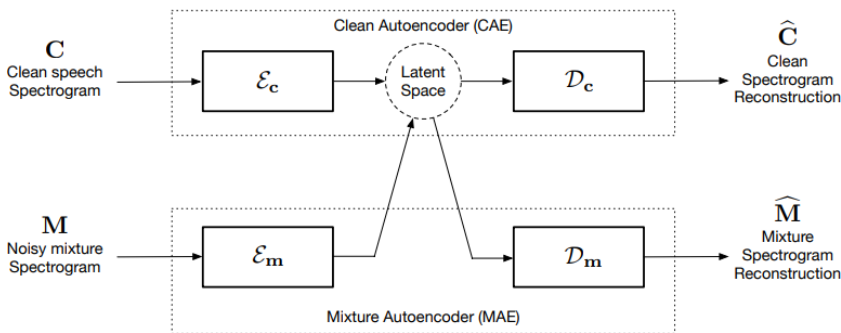 Clean Autoencoder (CAE)
C
Clean speech
Spectrogram
ℰc
Latent
Space
𝒟c
Ĉ
Clean
Spectrogram
Reconstruction
M
Noisy mixture
Spectrogram
ℰm
𝒟m
M̂
Mixture
Spectrogram
Reconstruction
Mixture Autoencoder (MAE)